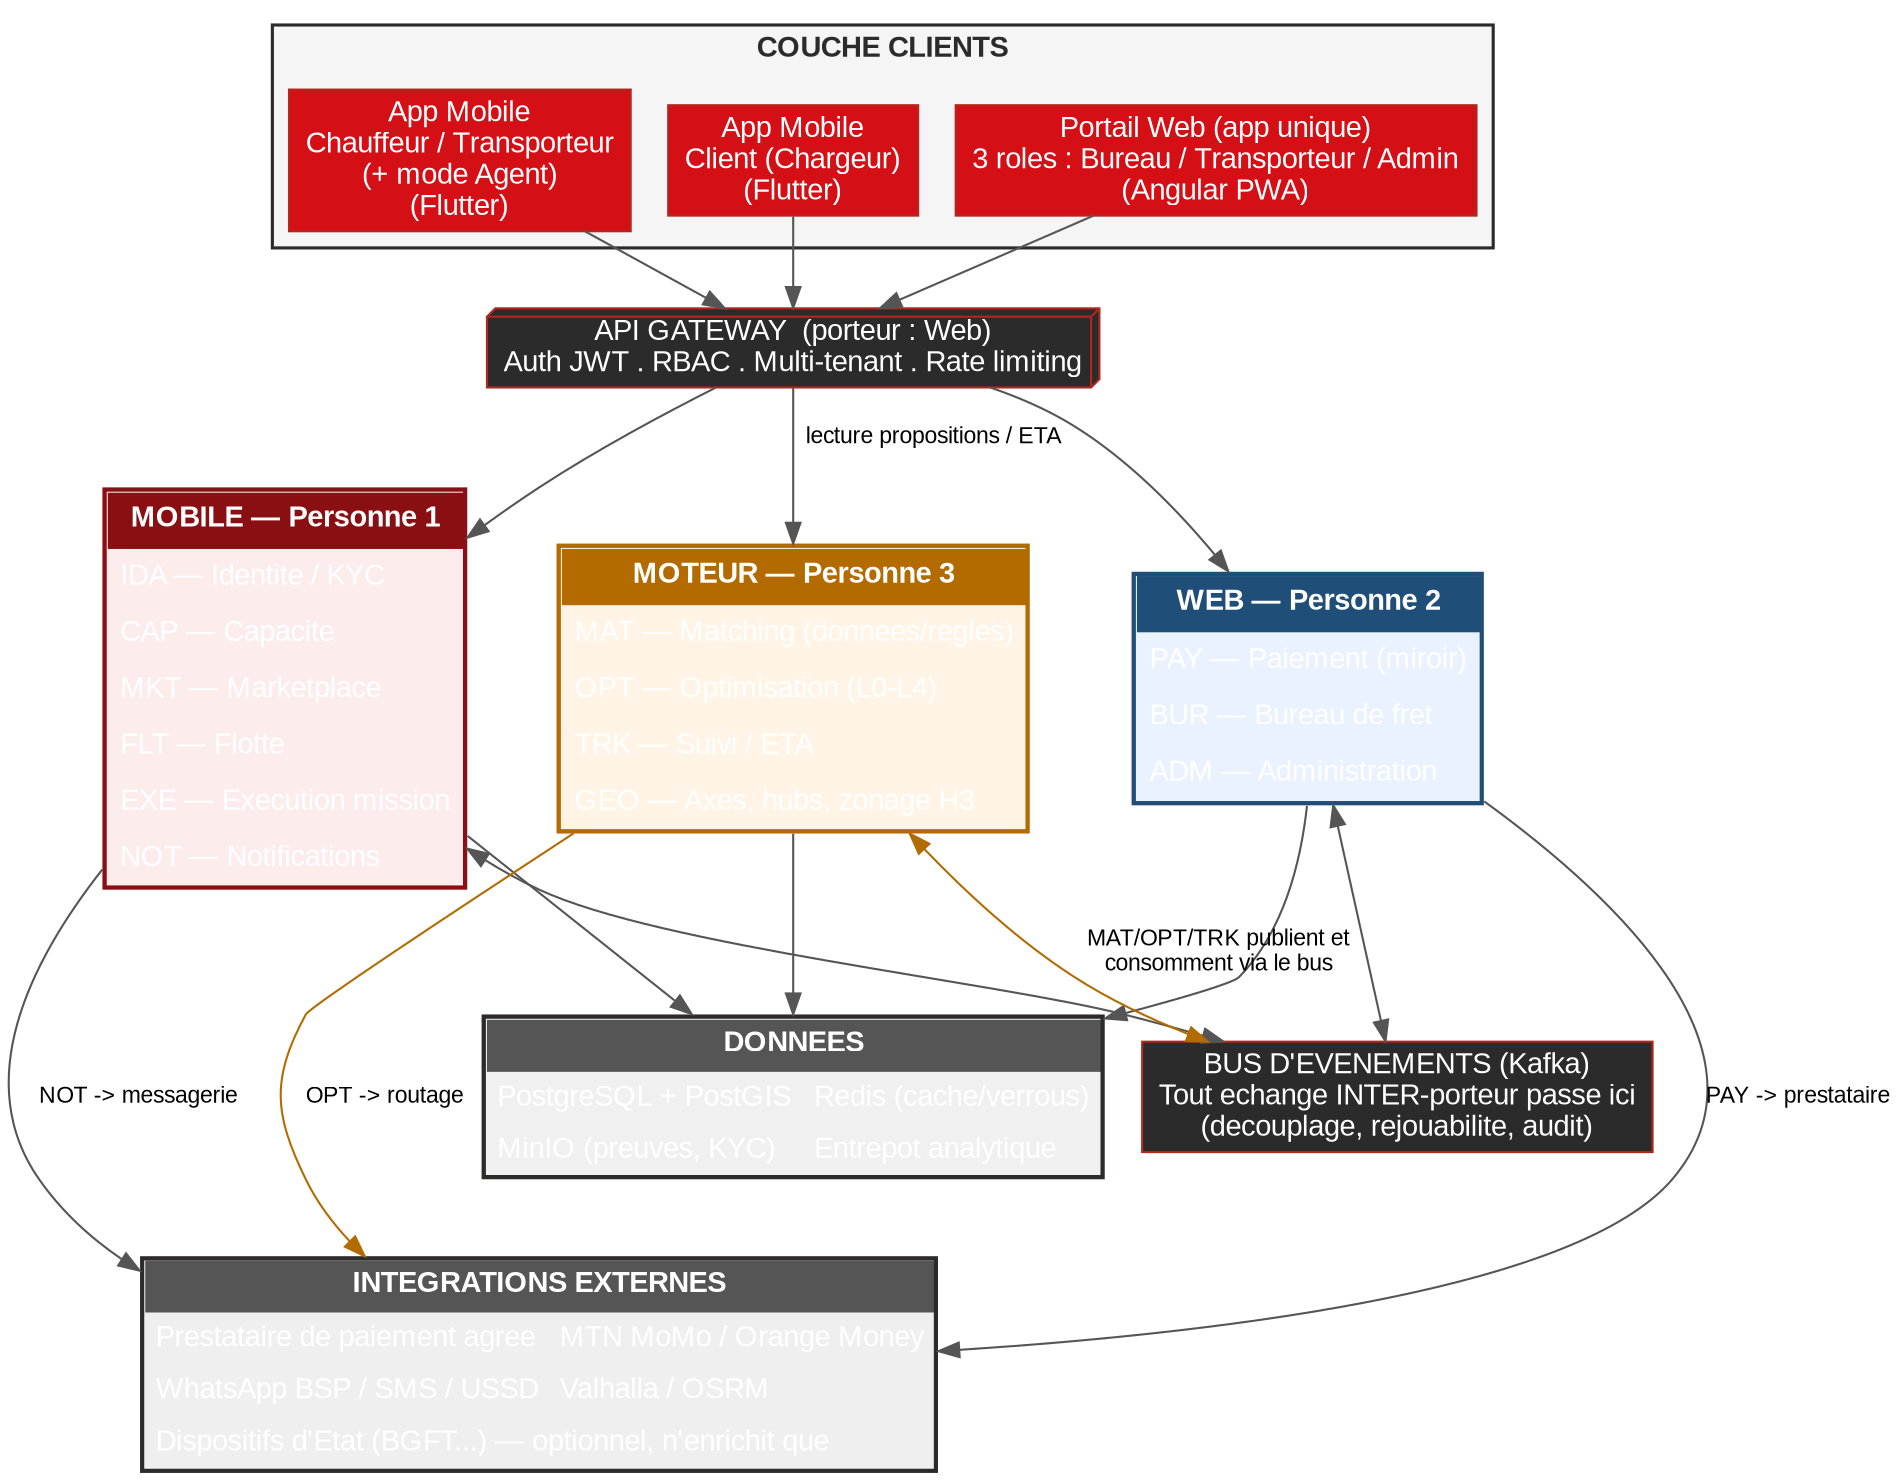 COUCHE CLIENTS
App Mobile
Chauffeur / Transporteur
(+ mode Agent)
(Flutter)
App Mobile
Client (Chargeur)
(Flutter)
Portail Web (app unique)
3 roles : Bureau / Transporteur / Admin
(Angular PWA)
API GATEWAY  (porteur : Web)
Auth JWT . RBAC . Multi-tenant . Rate limiting
lecture propositions / ETA
MOBILE — Personne 1
IDA — Identite / KYC
CAP — Capacite
MKT — Marketplace
FLT — Flotte
EXE — Execution mission
NOT — Notifications
MOTEUR — Personne 3
MAT — Matching (donnees/regles)
OPT — Optimisation (L0-L4)
TRK — Suivi / ETA
GEO — Axes, hubs, zonage H3
WEB — Personne 2
PAY — Paiement (miroir)
BUR — Bureau de fret
ADM — Administration
MAT/OPT/TRK publient et
consomment via le bus
NOT -> messagerie
OPT -> routage
DONNEES
PostgreSQL + PostGIS   Redis (cache/verrous)
MinIO (preuves, KYC)   Entrepot analytique
BUS D'EVENEMENTS (Kafka)
Tout echange INTER-porteur passe ici
(decouplage, rejouabilite, audit)
PAY -> prestataire
INTEGRATIONS EXTERNES
Prestataire de paiement agree   MTN MoMo / Orange Money
WhatsApp BSP / SMS / USSD   Valhalla / OSRM
Dispositifs d'Etat (BGFT...) — optionnel, n'enrichit que